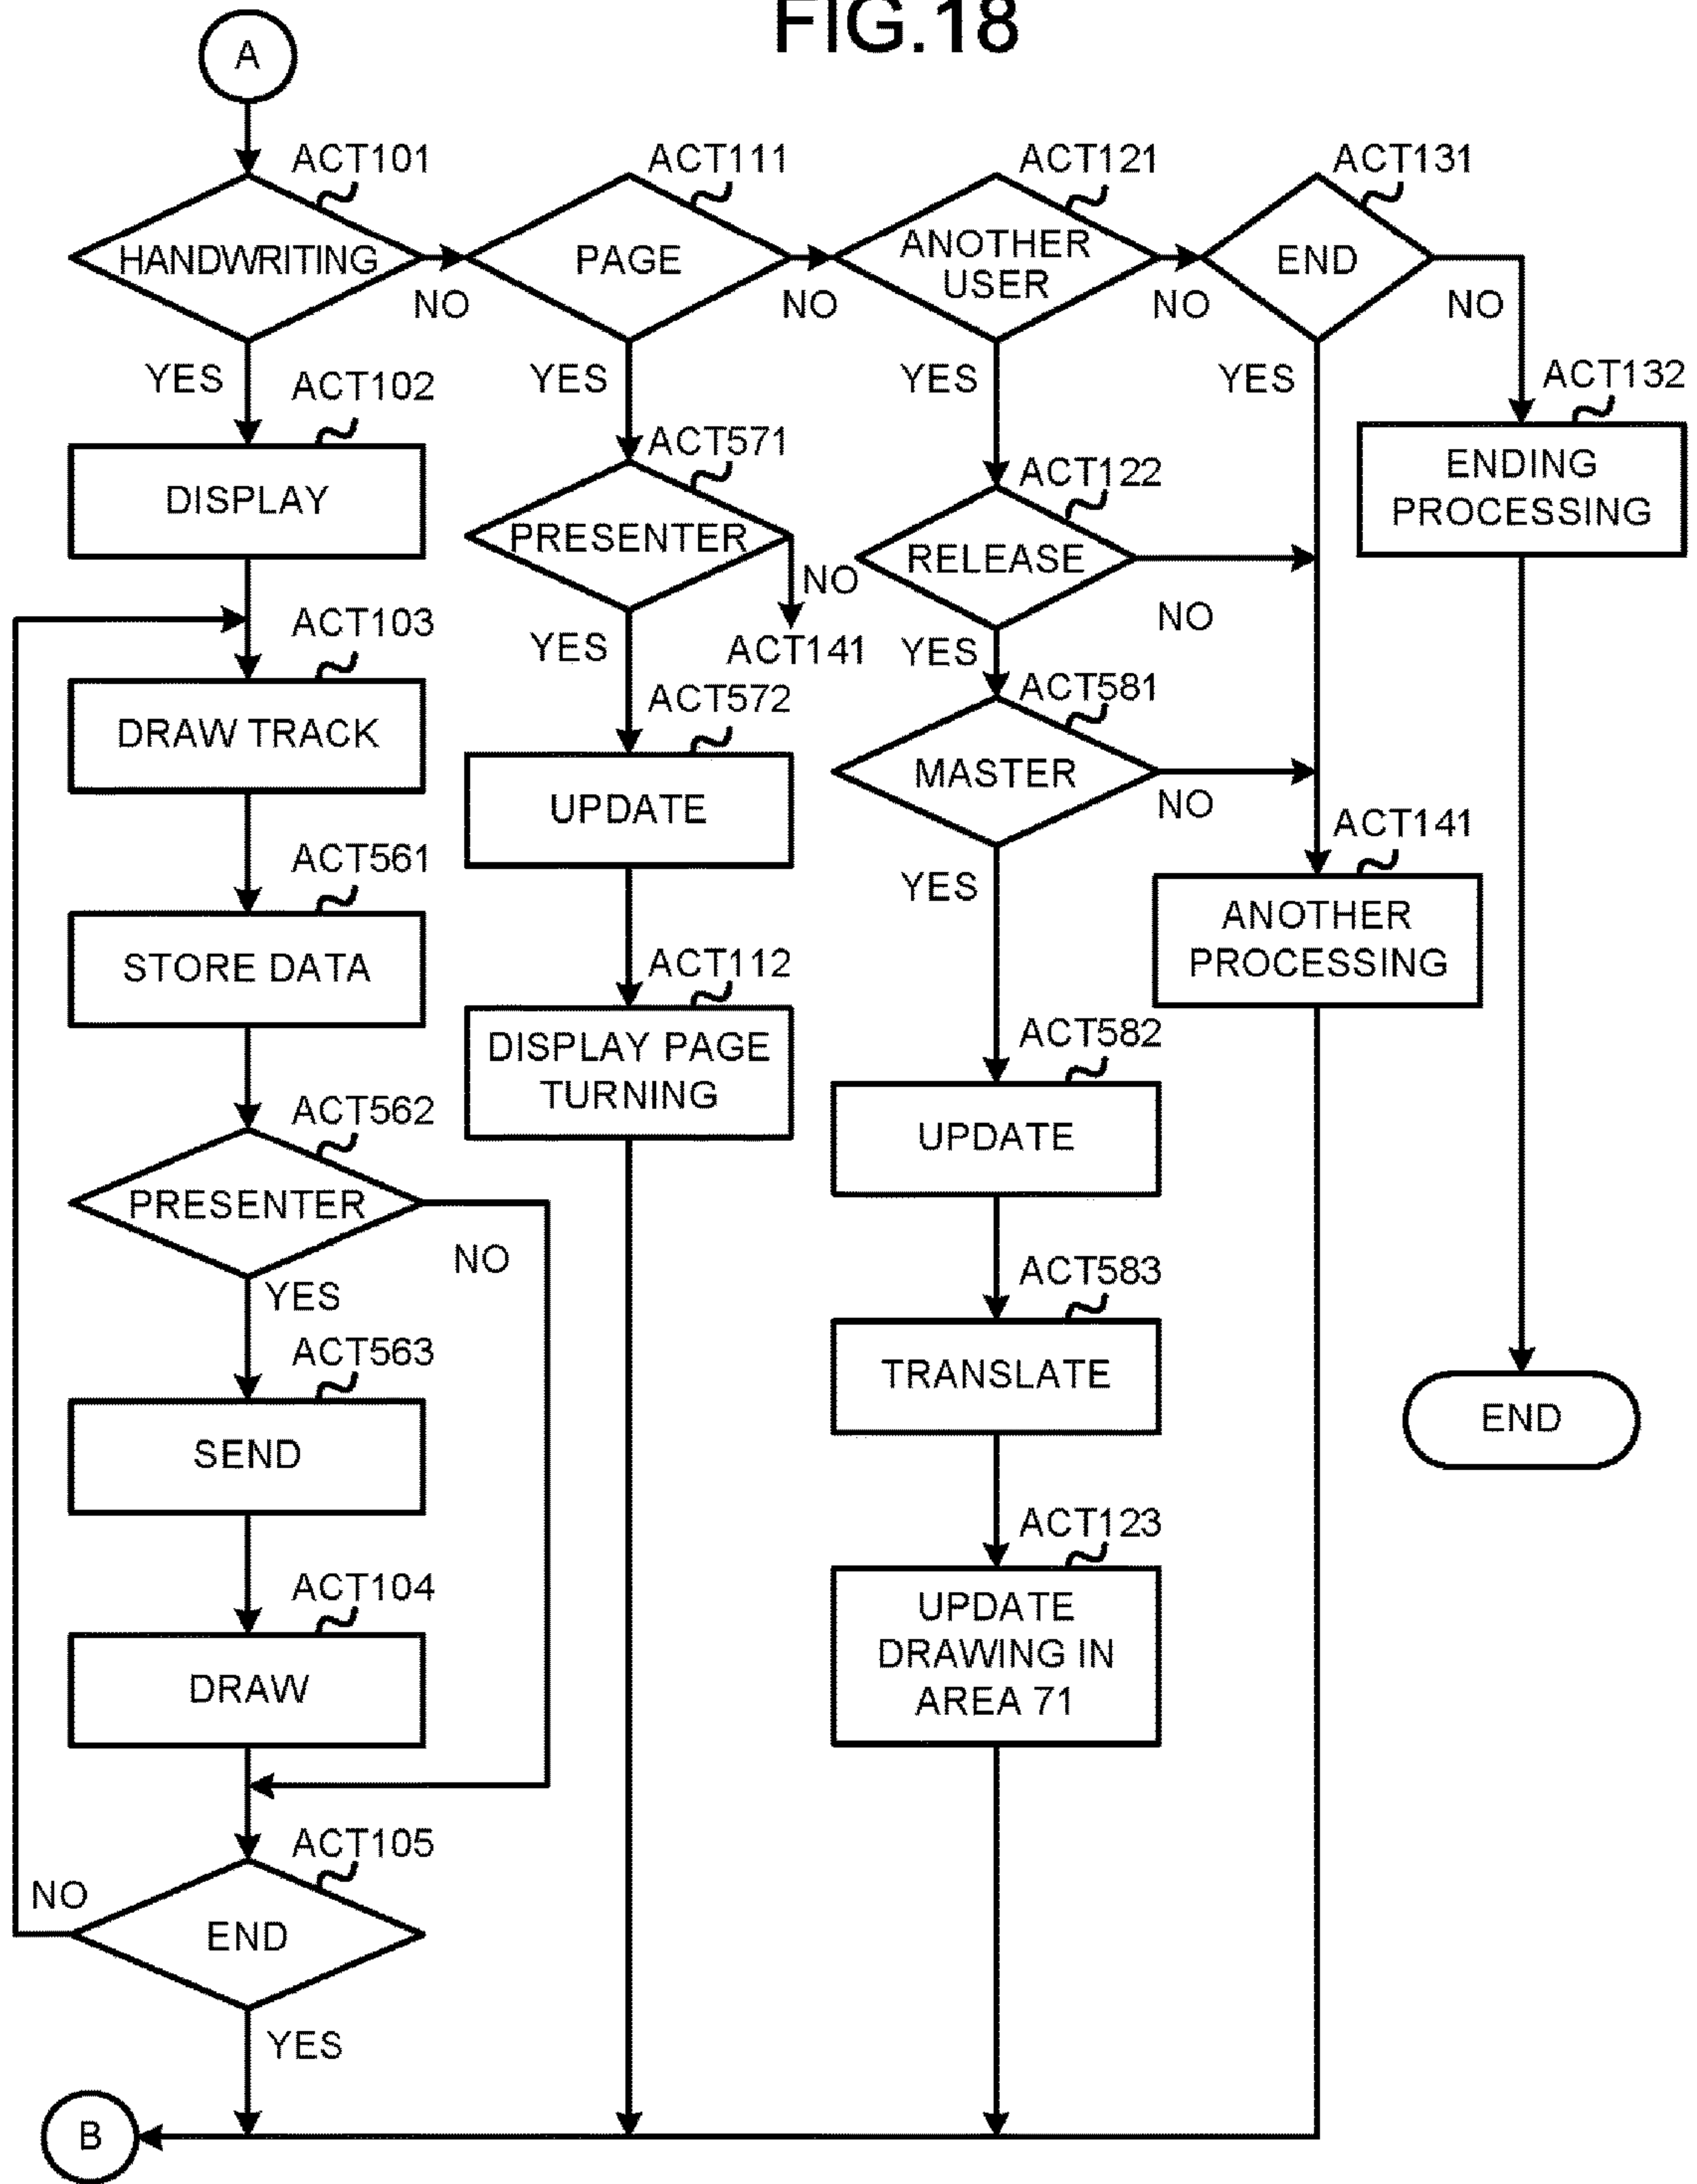 FIG.18
A
ACT101
HANDWRITING
NO
YES
ACT111
PAGE
NO
YES
ACT121
ANOTHER
USER
NO
YES
ACT131
END
NO
YES
ACT102
DISPLAY
ACT103
DRAW TRACK
ACT561
STORE DATA
ACT562
PRESENTER
NO
YES
ACT563
SEND
ACT104
DRAW
ACT105
END
NO
YES
B
ACT571
PRESENTER
NO
ACT141
YES
ACT572
UPDATE
ACT112
DISPLAY PAGE
TURNING
ACT122
RELEASE
NO
YES
ACT581
MASTER
NO
YES
ACT582
UPDATE
ACT583
TRANSLATE
ACT123
UPDATE
DRAWING IN
AREA 71
ACT141
ANOTHER
PROCESSING
ACT132
ENDING
PROCESSING
END